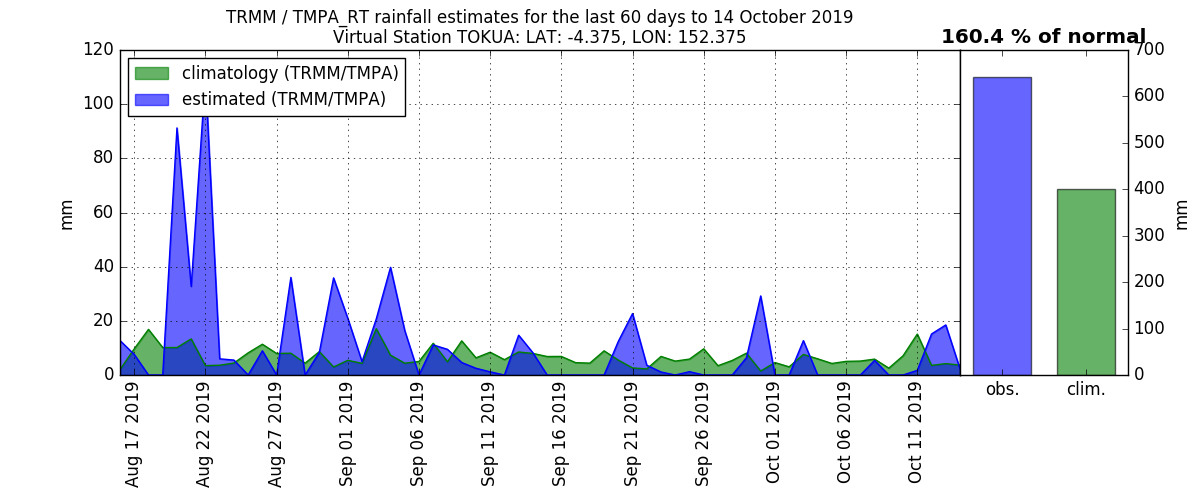 TRMM / TMPA_RT rainfall estimates for the last 60 days to 14 October 2019
Virtual Station TOKUA: LAT: -4.375, LON: 152.375
160.4 % of normal
climatology (TRMM/TMPA)
estimated (TRMM/TMPA)
120
100
80
60
40
20
0
mm
Aug 17 2019
Aug 22 2019
Aug 27 2019
Sep 01 2019
Sep 06 2019
Sep 11 2019
Sep 16 2019
Sep 21 2019
Sep 26 2019
Oct 01 2019
Oct 06 2019
Oct 11 2019
700
600
500
400
300
200
100
0
mm
obs.
clim.